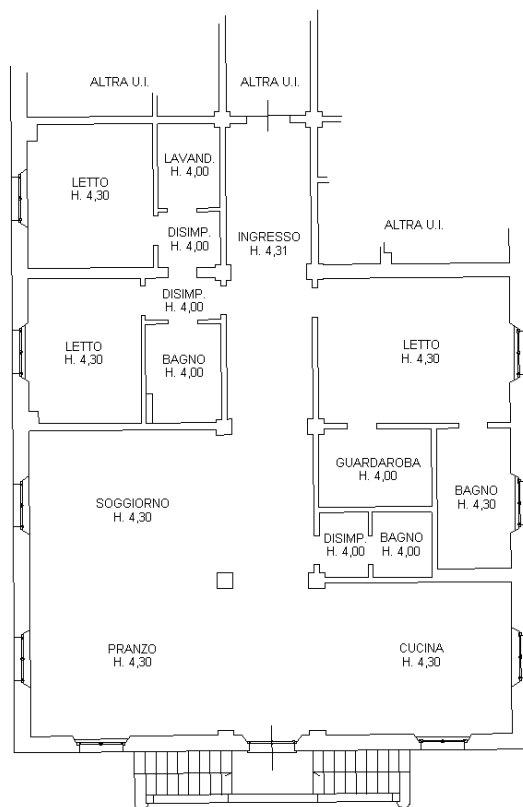 ALTRA U.I.
ALTRA U.I.
LAVAND.
H. 4,00
LETTO
H. 4,30
DISIMP.
H. 4,00
INGRESSO
H. 4,31
ALTRA U.I.
DISIMP.
H. 4,00
LETTO
H. 4,30
BAGNO
H. 4,00
LETTO
H. 4,30
GUARDAROBA
H. 4,00
BAGNO
H. 4,30
SOGGIORNO
H. 4,30
DISIMP.
H. 4,00
BAGNO
H. 4,00
PRANZO
H. 4,30
CUCINA
H. 4,30